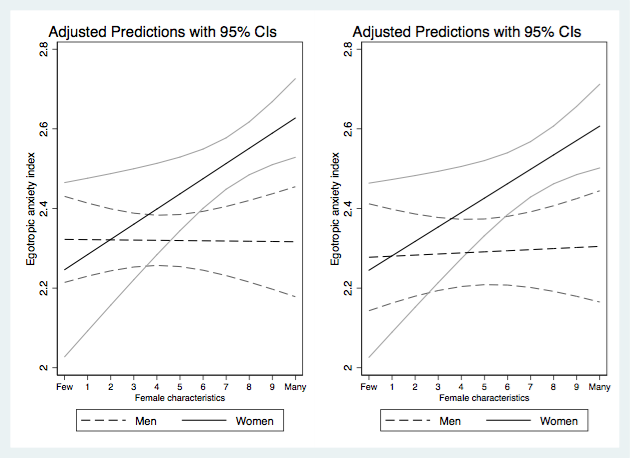 Adjusted Predictions with 95% CIs
Egotropic anxiety index
2.8
2.6
2.4
2.2
2
Few 1 2 3 4 5 6 7 8 9 Many
Female characteristics
Men Women
Adjusted Predictions with 95% CIs
Egotropic anxiety index
2.8
2.6
2.4
2.2
2
Few 1 2 3 4 5 6 7 8 9 Many
Female characteristics
Men Women